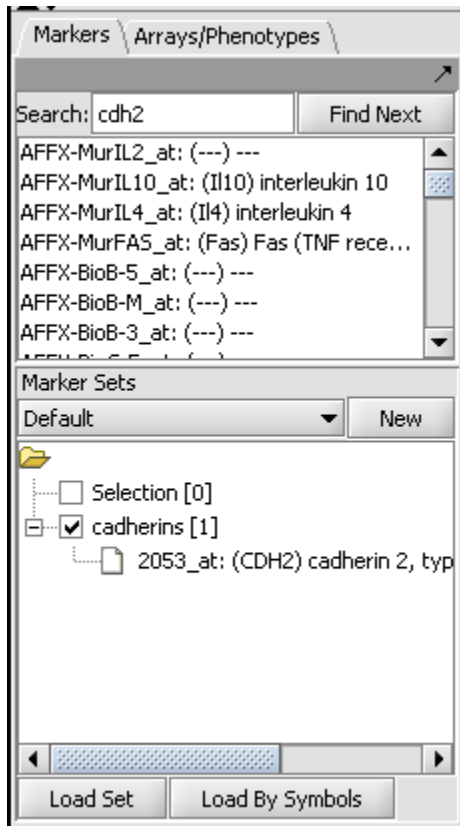 Markers Arrays/Phenotypes
Search: cdh2 Find Next
AFFX-MurIL2_at: (---) ---
AFFX-MurIL10_at: (Il10) interleukin 10
AFFX-MurIL4_at: (Il4) interleukin 4
AFFX-MurFAS_at: (Fas) Fas (TNF rece...
AFFX-BioB-5_at: (---) ---
AFFX-BioB-M_at: (---) ---
AFFX-BioB-3_at: (---) ---
Marker Sets
Default New
Selection [0]
cadherins [1]
2053_at: (CDH2) cadherin 2, typ
Load Set Load By Symbols